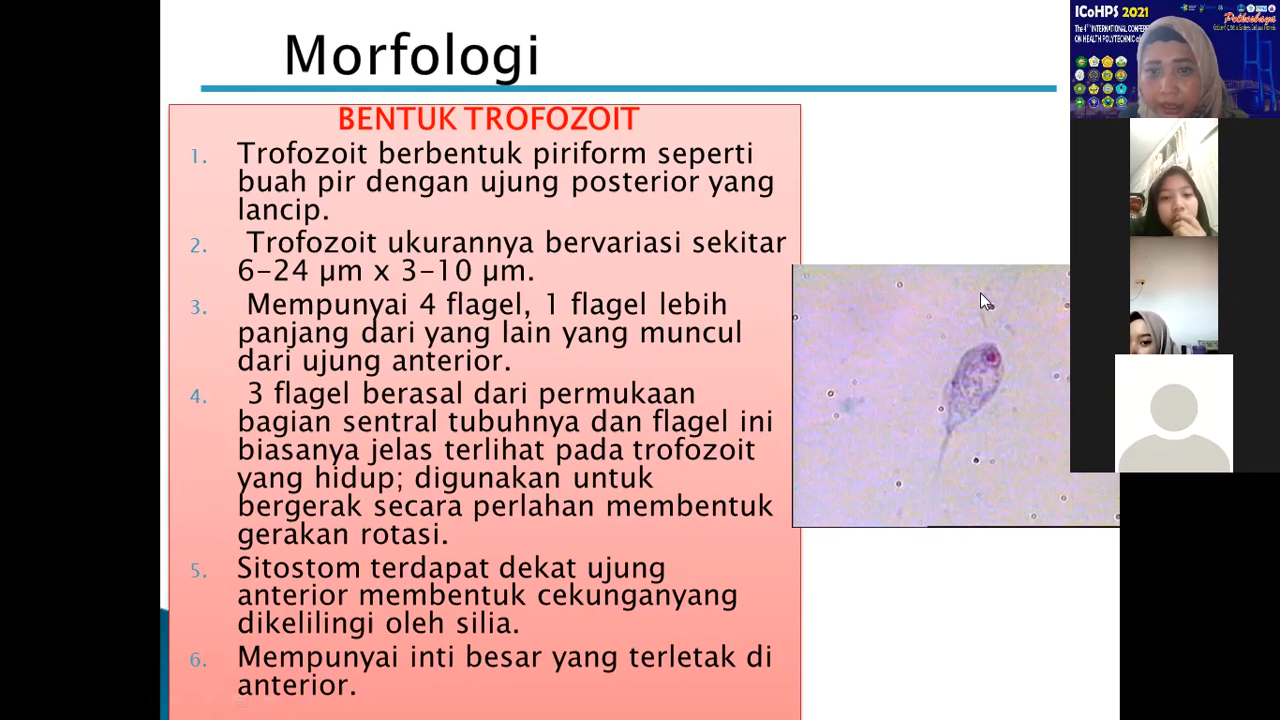 Morfologi
BENTUK TROFOZOIT
1. Trofozoit berbentuk piriform seperti
buah pir dengan ujung posterior yang
lancip.
2. Trofozoit ukurannya bervariasi sekitar
6-24 µm x 3-10 µm.
3. Mempunyai 4 flagel, 1 flagel lebih
panjang dari yang lain yang muncul
dari ujung anterior.
4. 3 flagel berasal dari permukaan
bagian sentral tubuhnya dan flagel ini
biasanya jelas terlihat pada trofozoit
yang hidup; digunakan untuk
bergerak secara perlahan membentuk
gerakan rotasi.
5. Sitostom terdapat dekat ujung
anterior membentuk cekunganyang
dikelilingi oleh silia.
6. Mempunyai inti besar yang terletak di
anterior.
ICoHPS 2021
ON HEALTH POLYTECHNIC